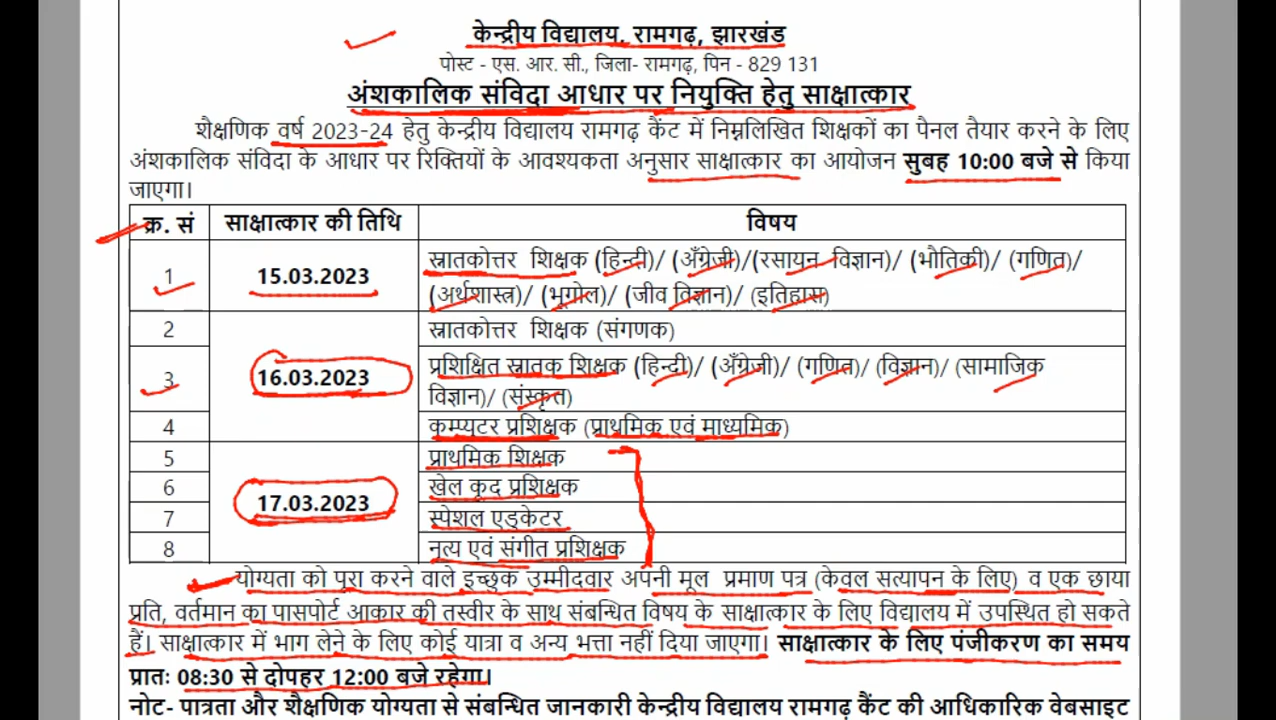 केन्द्रीय विद्यालय, रामगढ़, झारखंड
पोस्ट - एस. आर. सी., जिला- रामगढ़, पिन - 829 131
अंशकालिक संविदा आधार पर नियुक्ति हेतु साक्षात्कार
शैक्षणिक वर्ष 2023-24 हेतु केन्द्रीय विद्यालय रामगढ़ कैंट में निम्नलिखित शिक्षकों का पैनल तैयार करने के लिए
अंशकालिक संविदा के आधार पर रिक्तियों के आवश्यकता अनुसार साक्षात्कार का आयोजन सुबह 10:00 बजे से किया
जाएगा।
क्र. सं साक्षात्कार की तिथि विषय
1 15.03.2023 स्नातकोत्तर शिक्षक (हिन्दी)/ (अँग्रेजी)/(रसायन विज्ञान)/ (भौतिकी)/ (गणित)/
(अर्थशास्त्र)/ (भूगोल)/ (जीव विज्ञान)/ (इतिहास)
2 स्नातकोत्तर शिक्षक (संगणक)
3 16.03.2023 प्रशिक्षित स्नातक शिक्षक (हिन्दी)/ (अँग्रेजी)/ (गणित)/ (विज्ञान)/ (सामाजिक
विज्ञान)/ (संस्कृत)
4 कम्प्यूटर प्रशिक्षक (प्राथमिक एवं माध्यमिक)
5 प्राथमिक शिक्षक
6 खेल कूद प्रशिक्षक
17.03.2023
7 स्पेशल एडुकेटर
8 नृत्य एवं संगीत प्रशिक्षक
योग्यता को पूरा करने वाले इच्छुक उम्मीदवार अपनी मूल प्रमाण पत्र (केवल सत्यापन के लिए) व एक छाया
प्रति, वर्तमान का पासपोर्ट आकार की तस्वीर के साथ संबन्धित विषय के साक्षात्कार के लिए विद्यालय में उपस्थित हो सकते
हैं। साक्षात्कार में भाग लेने के लिए कोई यात्रा व अन्य भत्ता नहीं दिया जाएगा। साक्षात्कार के लिए पंजीकरण का समय
प्रातः 08:30 से दोपहर 12:00 बजे रहेगा।
नोट- पात्रता और शैक्षणिक योग्यता से संबन्धित जानकारी केन्द्रीय विद्यालय रामगढ़ कैंट की आधिकारिक वेबसाइट